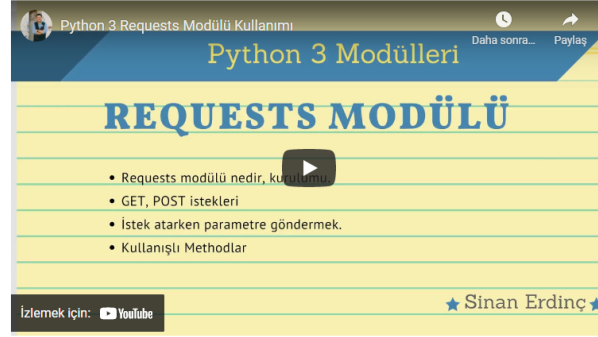 Python 3 Requests Modülü Kullanımı
Daha sonra...
Paylaş
Python 3 Modülleri
REQUESTS MODÜLÜ
• Requests modülü nedir, kurulumu.
• GET, POST istekleri
• İstek atarken parametre göndermek.
• Kullanışlı Methodlar
İzlemek için: YouTube
Sinan Erdinç